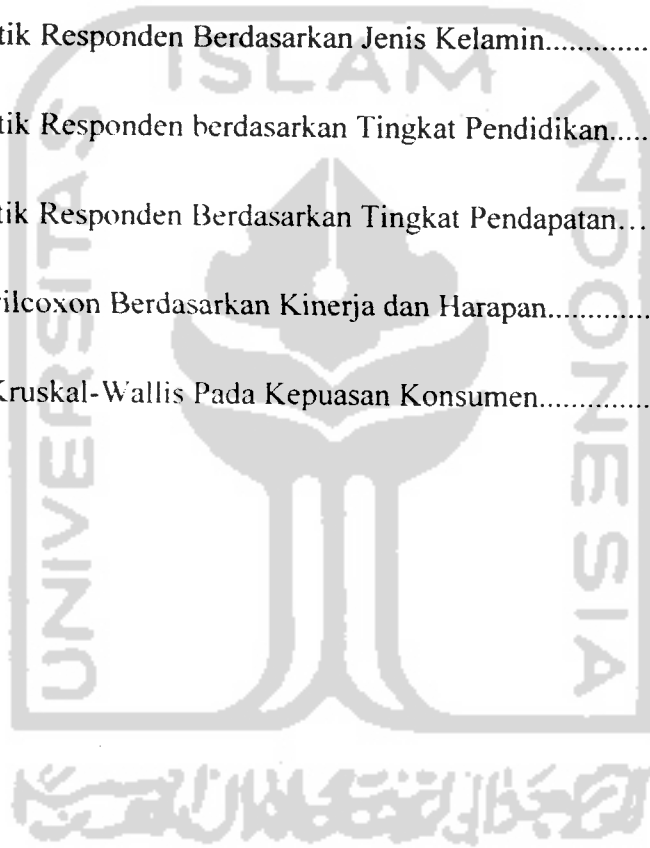 tik Responden Berdasarkan Jenis Kelamin.............
ISLAM
tik Responden berdasarkan Tingkat Pendidikan.....
tik Responden Berdasarkan Tingkat Pendapatan...
ilcoxon Berdasarkan Kinerja dan Harapan.............
Kruskal-Wallis Pada Kepuasan Konsumen..............
UNIVERSITAS
INDONESIA